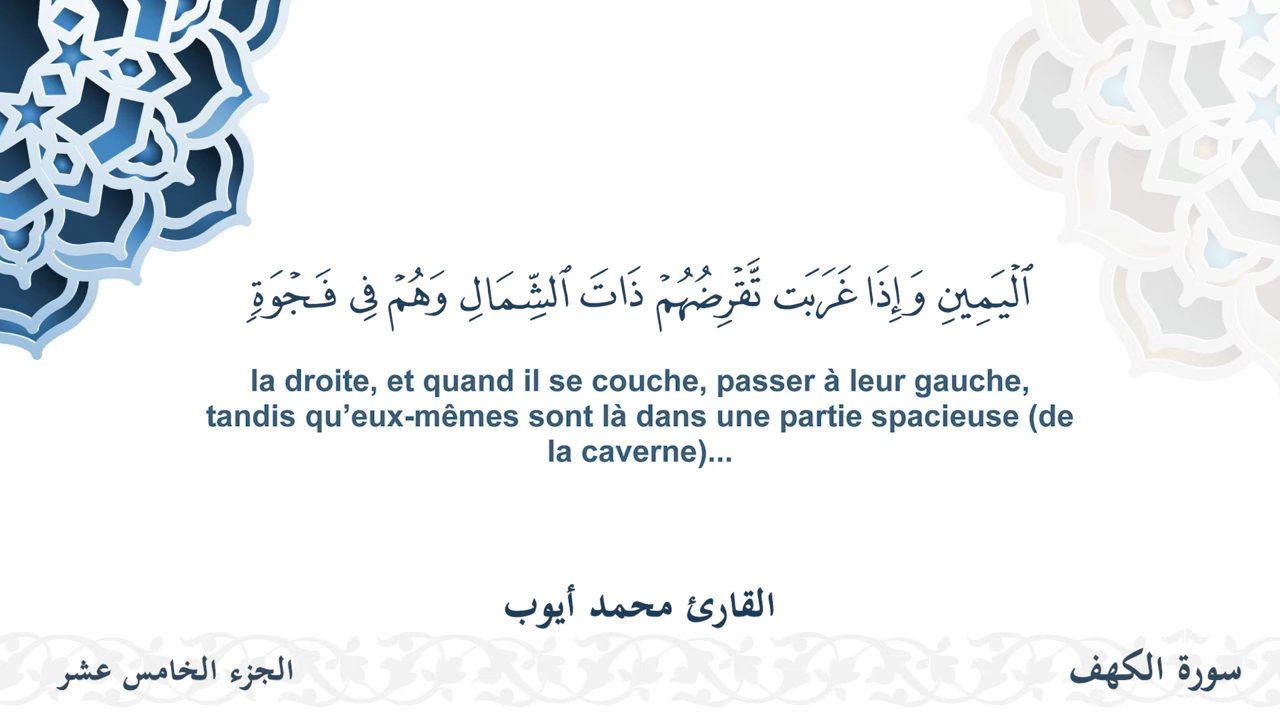 ٱلۡيَمِينِ وَإِذَا غَرَبَت تَّقۡرِضُهُمۡ ذَاتَ ٱلشِّمَالِ وَهُمۡ فِي فَجۡوَةٖ
la droite, et quand il se couche, passer à leur gauche,
tandis qu’eux-mêmes sont là dans une partie spacieuse (de
la caverne)...
القارئ محمد أيوب
سورة الكهف
الجزء الخامس عشر